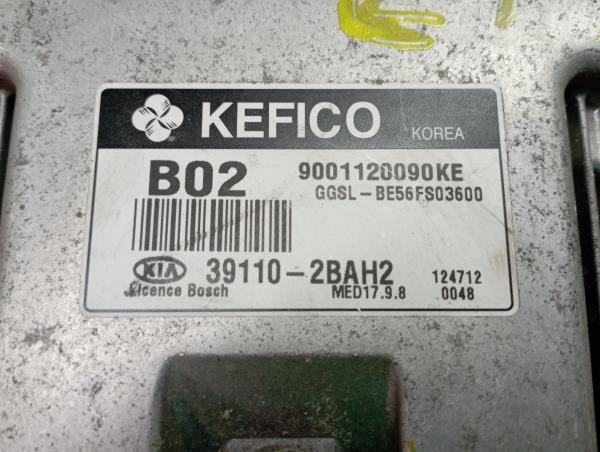 KEFICO KOREA
B02 9001120090KE
GGSL-BE56FS03600
KIA 39110-2BAH2 124712
Licence Bosch MED17.9.8 0048